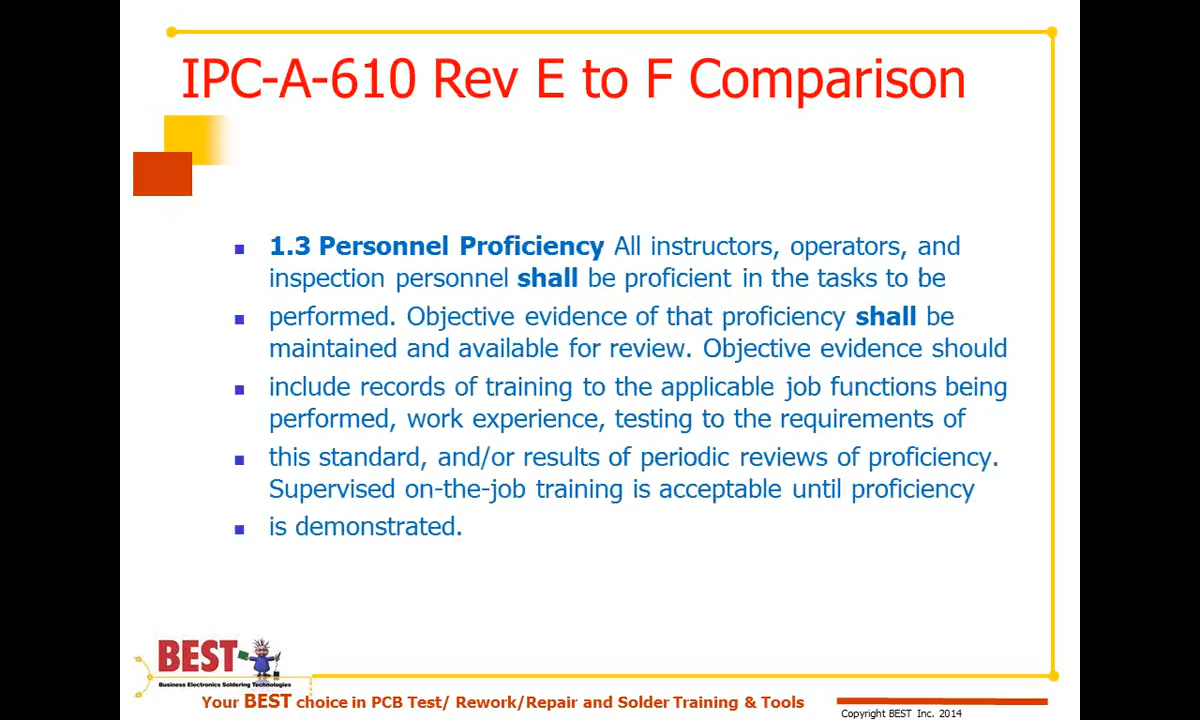 IPC-A-610 Rev E to F Comparison
1.3 Personnel Proficiency All instructors, operators, and
inspection personnel shall be proficient in the tasks to be
performed. Objective evidence of that proficiency shall be
maintained and available for review. Objective evidence should
include records of training to the applicable job functions being
performed, work experience, testing to the requirements of
this standard, and/or results of periodic reviews of proficiency.
Supervised on-the-job training is acceptable until proficiency
is demonstrated.
BEST
Business Electronics Soldering Technologies
Your BEST choice in PCB Test/ Rework/Repair and Solder Training & Tools
Copyright BEST Inc. 2014